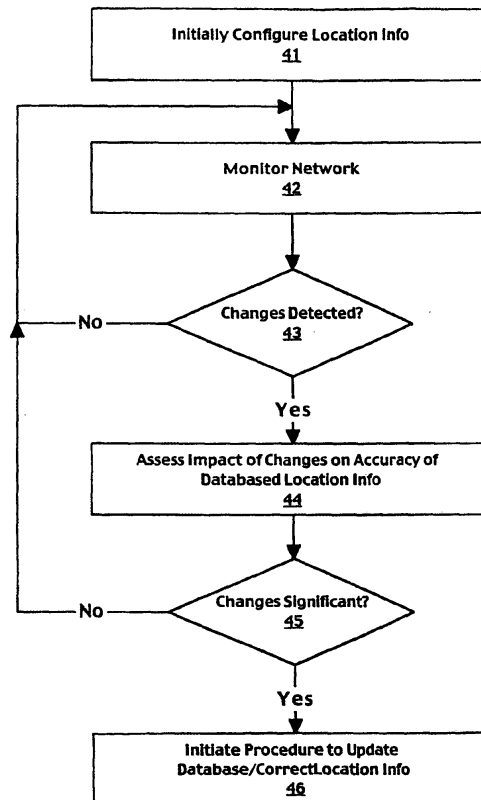 Initially Configure Location Info
41
Monitor Network
42
Changes Detected?
43
No
Yes
Assess Impact of Changes on Accuracy of
Databased Location Info
44
Changes Significant?
45
No
Yes
Initiate Procedure to Update
Database/CorrectLocation Info
46